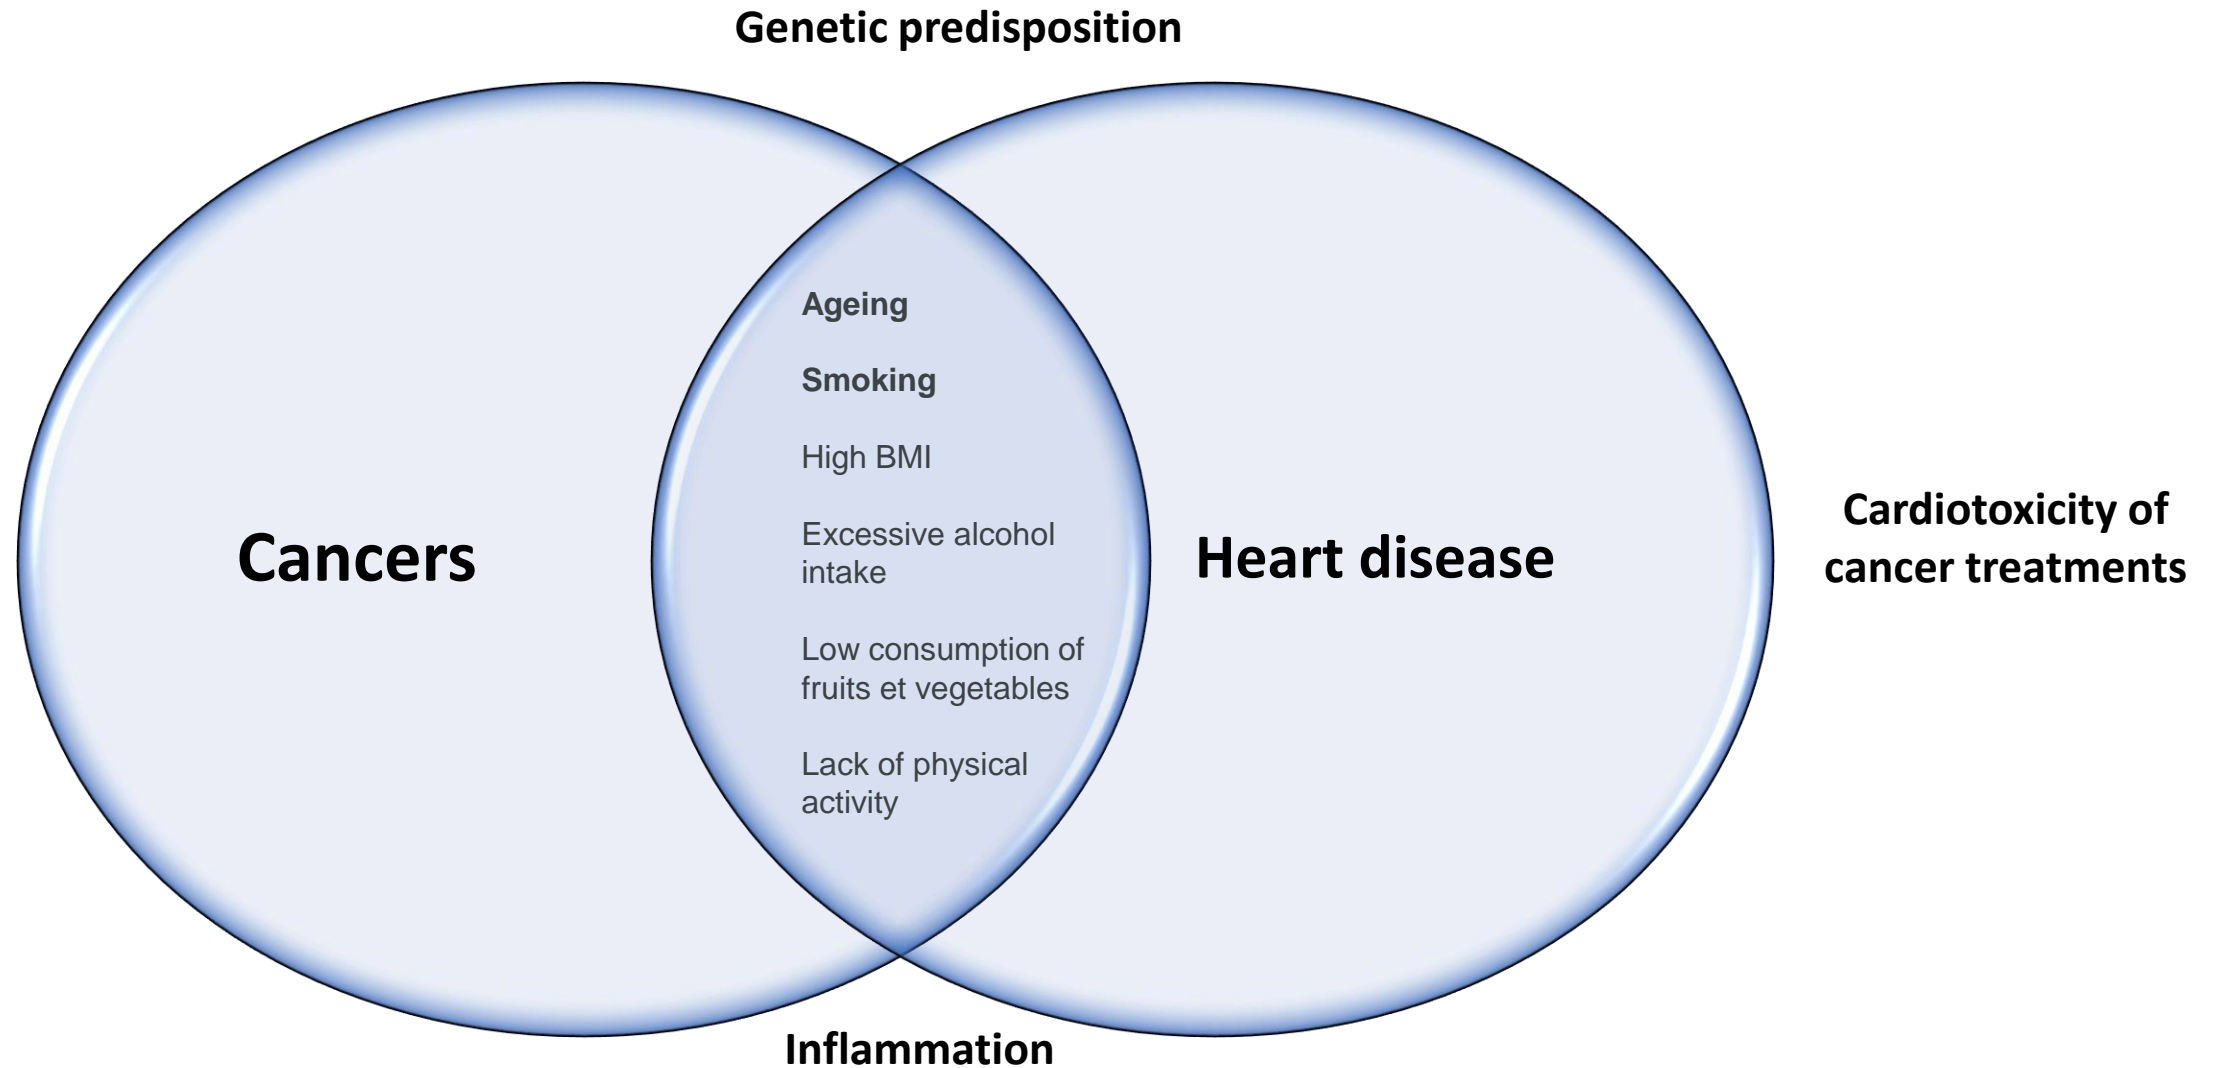 Genetic predisposition
Ageing
Smoking
High BMI
Excessive alcohol
intake
Low consumption of
fruits et vegetables
Lack of physical
activity
Cancers
Heart disease
Cardiotoxicity of
cancer treatments
Inflammation